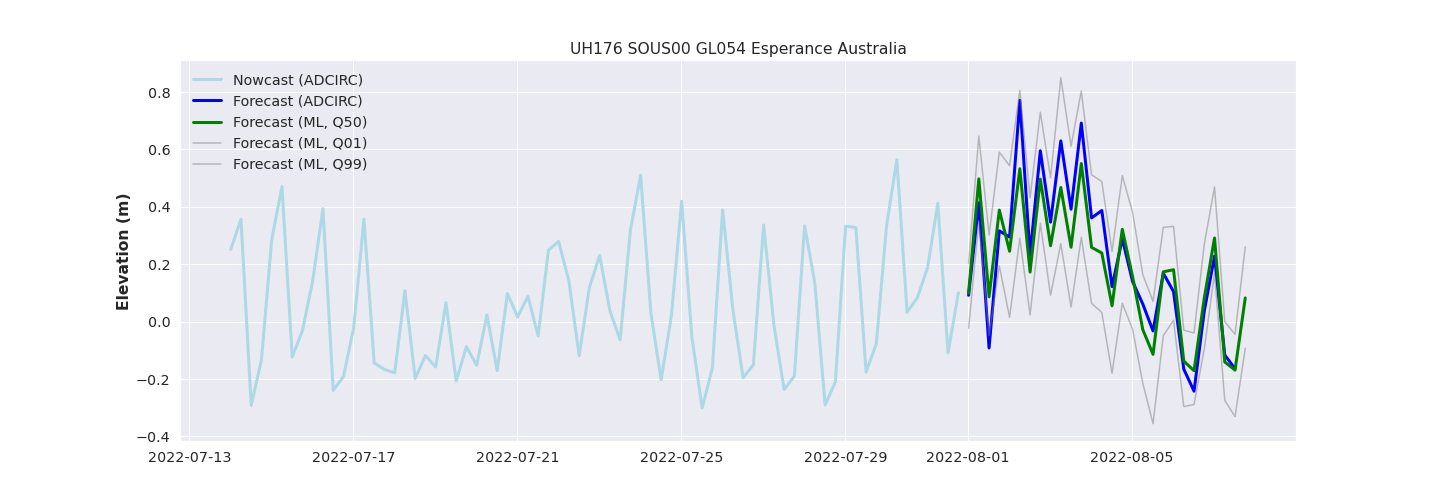 UH176 SOUS00 GL054 Esperance Australia
Nowcast (ADCIRC)
Forecast (ADCIRC)
Forecast (ML, Q50)
Forecast (ML, Q01)
Forecast (ML, Q99)
Elevation (m)
0.8
0.6
0.4
0.2
0.0
−0.2
−0.4
2022-07-13 2022-07-17 2022-07-21 2022-07-25 2022-07-29 2022-08-01 2022-08-05